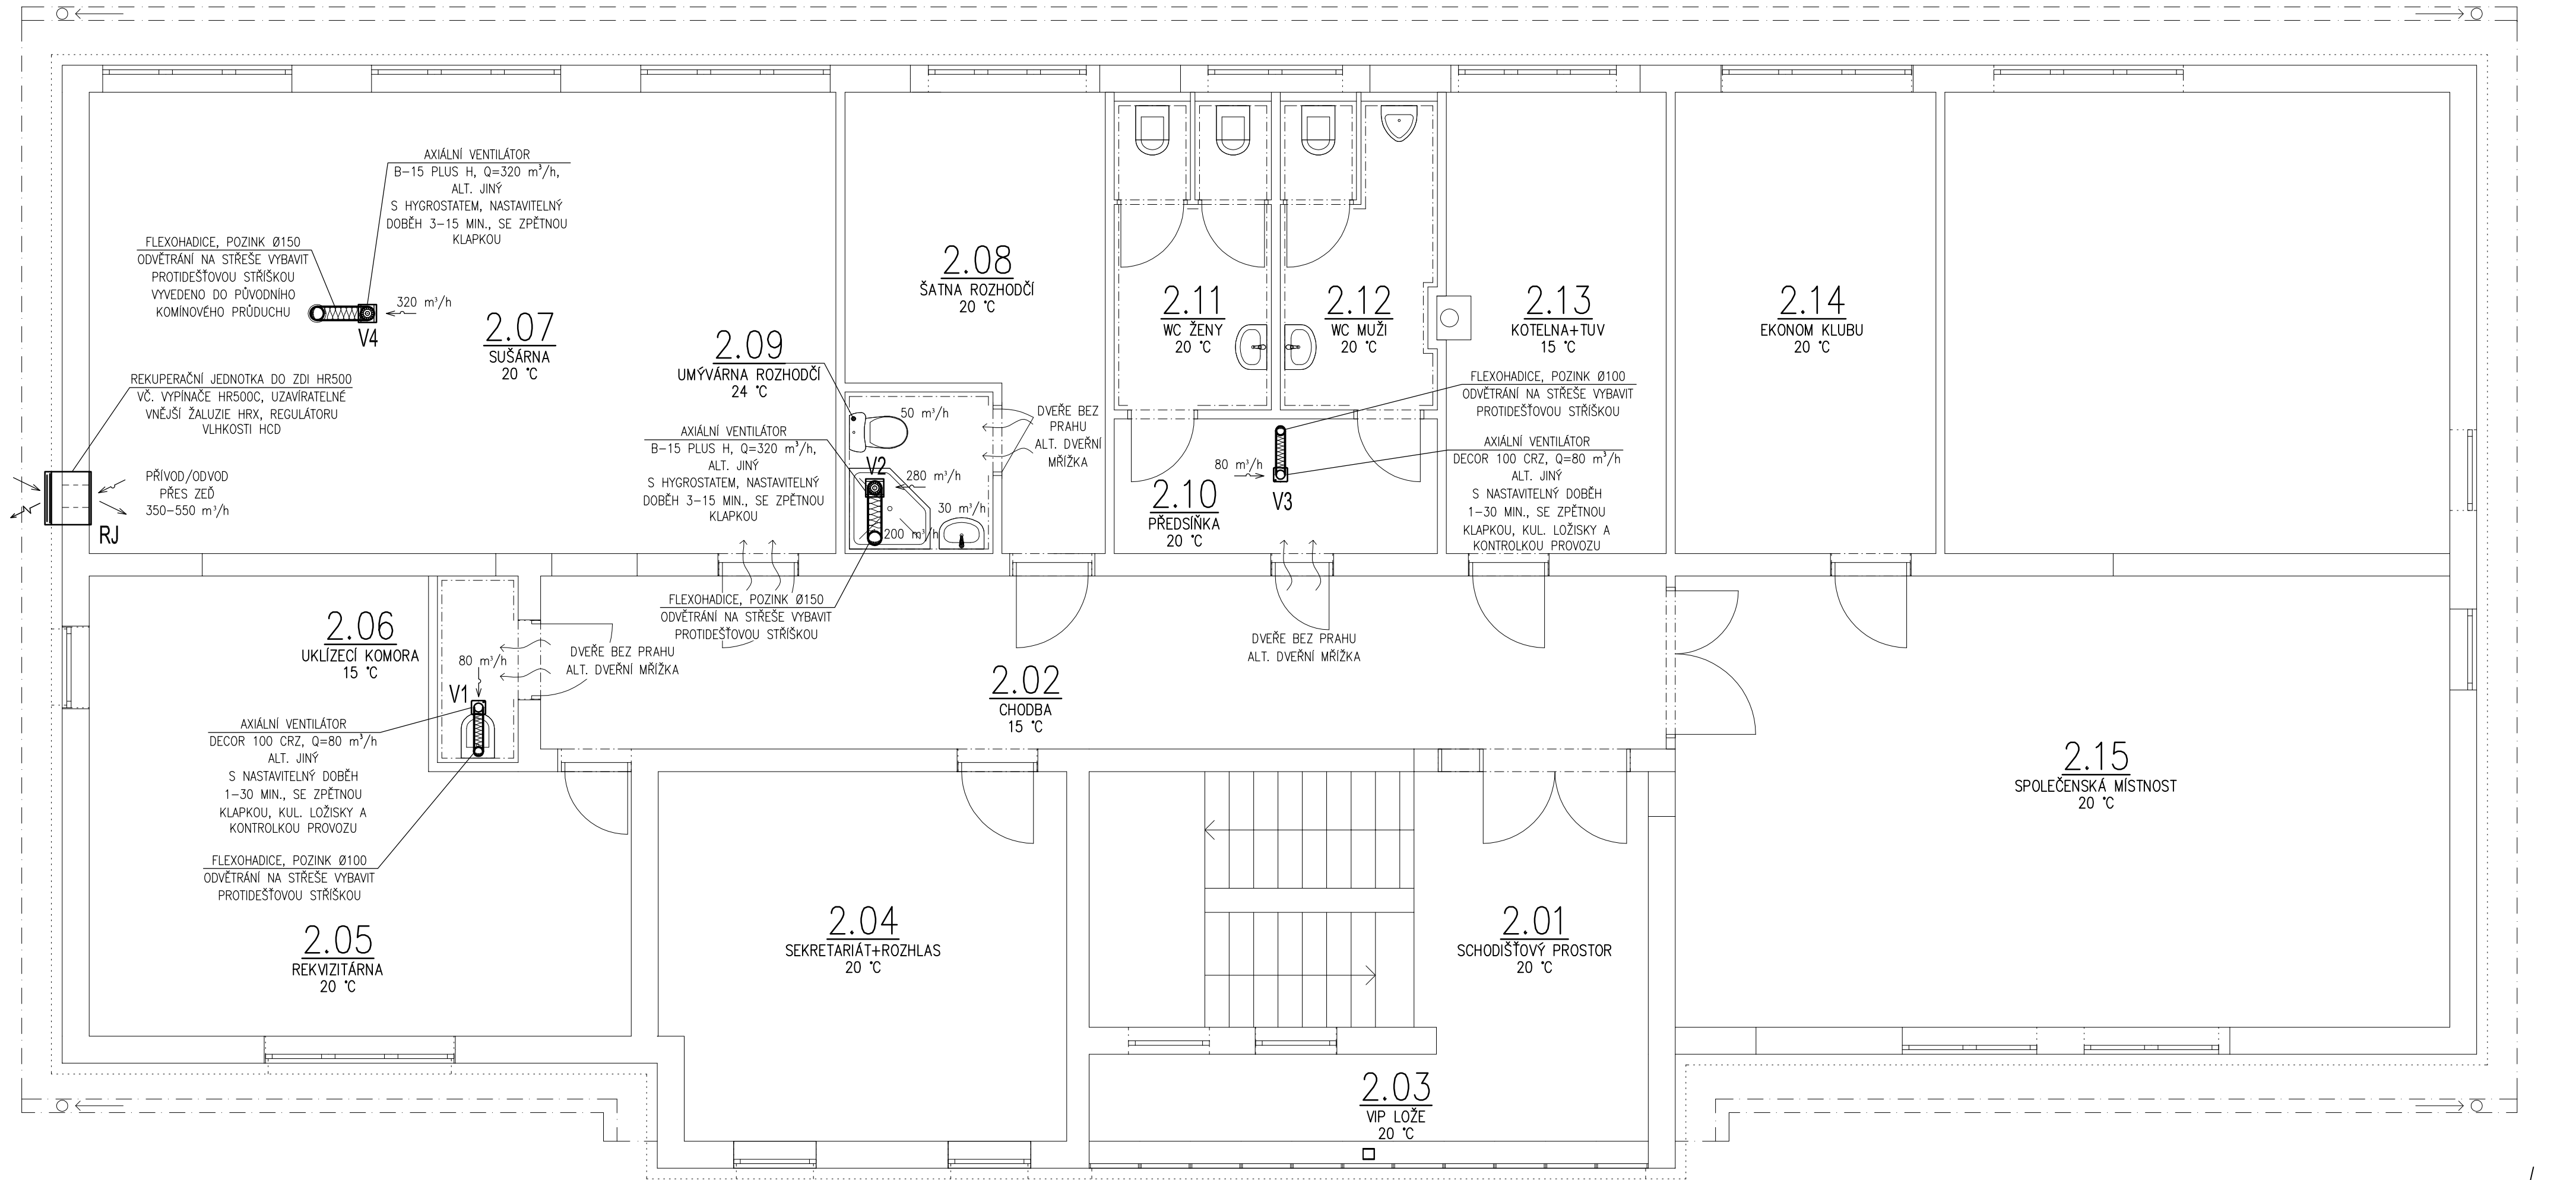 AXIÁLNÍ VENTILÁTOR
B-15 PLUS H, Q=320 m³/h,
ALT. JINÝ
S HYGROSTATEM, NASTAVITELNÝ
DOBĚH 3-15 MIN., SE ZPĚTNOU
KLAPKOU
FLEXOHADICE, POZINK Ø150
ODVĚTRÁNÍ NA STŘEŠE VYBAVIT
PROTIDEŠŤOVOU STŘÍŠKOU
VYVEDENO DO PŮVODNÍHO
KOMÍNOVÉHO PRŮDUCHU
320 m³/h
V4
2.07
SUŠÁRNA
20 °C
REKUPERAČNÍ JEDNOTKA DO ZDI HR500
VČ. VYPÍNAČE HR500C, UZAVÍRATELNÉ
VNĚJŠÍ ŽALUZIE HRX, REGULÁTORU
VLHKOSTI HCD
PŘÍVOD/ODVOD
PŘES ZEĎ
350-550 m³/h
RJ
2.09
UMÝVÁRNA ROZHODČÍ
24 °C
AXIÁLNÍ VENTILÁTOR
B-15 PLUS H, Q=320 m³/h,
ALT. JINÝ
S HYGROSTATEM, NASTAVITELNÝ
DOBĚH 3-15 MIN., SE ZPĚTNOU
KLAPKOU
2.08
ŠATNA ROZHODČÍ
20 °C
50 m³/h
V2
280 m³/h
30 m³/h
200 m³/h
DVEŘE BEZ
PRAHU
ALT. DVEŘNÍ
MŘÍŽKA
2.11
WC ŽENY
20 °C
2.12
WC MUŽI
20 °C
2.13
KOTELNA+TUV
15 °C
2.14
EKONOM KLUBU
20 °C
FLEXOHADICE, POZINK Ø100
ODVĚTRÁNÍ NA STŘEŠE VYBAVIT
PROTIDEŠŤOVOU STŘÍŠKOU
AXIÁLNÍ VENTILÁTOR
DECOR 100 CRZ, Q=80 m³/h
ALT. JINÝ
S NASTAVITELNÝ DOBĚH
1-30 MIN., SE ZPĚTNOU
KLAPKOU, KUL. LOŽISKY A
KONTROLKOU PROVOZU
80 m³/h
V3
2.10
PŘEDSÍŇKA
20 °C
FLEXOHADICE, POZINK Ø150
ODVĚTRÁNÍ NA STŘEŠE VYBAVIT
PROTIDEŠŤOVOU STŘÍŠKOU
2.06
UKLÍZECÍ KOMORA
15 °C
80 m³/h
V1
DVEŘE BEZ PRAHU
ALT. DVEŘNÍ MŘÍŽKA
2.02
CHODBA
15 °C
DVEŘE BEZ PRAHU
ALT. DVEŘNÍ MŘÍŽKA
AXIÁLNÍ VENTILÁTOR
DECOR 100 CRZ, Q=80 m³/h
ALT. JINÝ
S NASTAVITELNÝ DOBĚH
1-30 MIN., SE ZPĚTNOU
KLAPKOU, KUL. LOŽISKY A
KONTROLKOU PROVOZU
FLEXOHADICE, POZINK Ø100
ODVĚTRÁNÍ NA STŘEŠE VYBAVIT
PROTIDEŠŤOVOU STŘÍŠKOU
2.05
REKVIZITÁRNA
20 °C
2.04
SEKRETARIÁT+ROZHLAS
20 °C
2.01
SCHODIŠŤOVÝ PROSTOR
20 °C
2.15
SPOLEČENSKÁ MÍSTNOST
20 °C
2.03
VIP LOŽE
20 °C